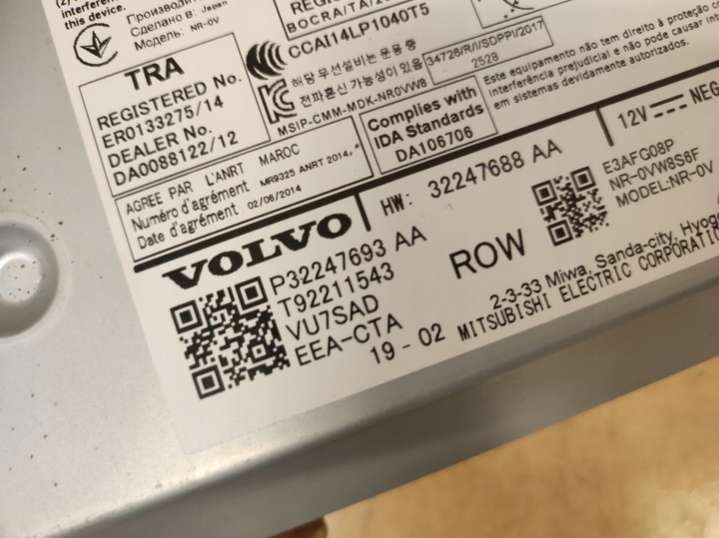 this device.
Сделано в: Japan
Модель: NR-0V
TRA
REGISTERED No.
ER0133275/14
DEALER No.
DA0088122/12
BOCRA/TA/
CCAI14LP1040T5
해당 무선설비는 운용 중
전파혼신 가능성이 있음
MSIP-CMM-MDK-NR0VW8
34726/R/I/SDPPI/2017
2528
Complies with
IDA Standards
DA106706
Este equipamento não tem direito à proteção
interferência prejudicial e não pode causar
em sistemas devidamente autorizados.
AGREE PAR L'ANRT MAROC
Numéro d'agrément MR9325 ANRT 2014
Date d'agrément 02/06/2014
VOLVO
HW: 32247688 AA
12V
NEG
E3AFG08P
NR-0VW8S6F
MODEL:NR-0V
P32247693 AA
T92211543
VU7SAD
EEA-CTA
ROW
19-02
2-3-33 Miwa, Sanda-city, Hyog
MITSUBISHI ELECTRIC CORPORATI